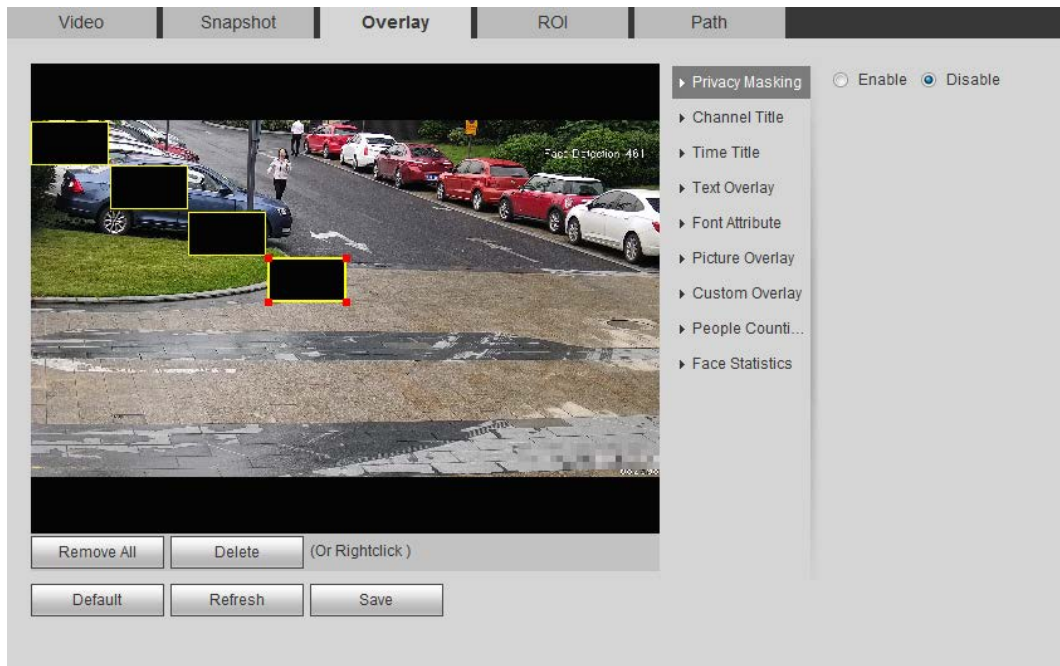 Video Snapshot Overlay ROI Path
Privacy Masking
Enable Disable
Channel Title
Face Detection 461
Time Title
Text Overlay
Font Attribute
Picture Overlay
Custom Overlay
People Counti...
Face Statistics
Remove All Delete (Or Rightclick )
Default Refresh Save